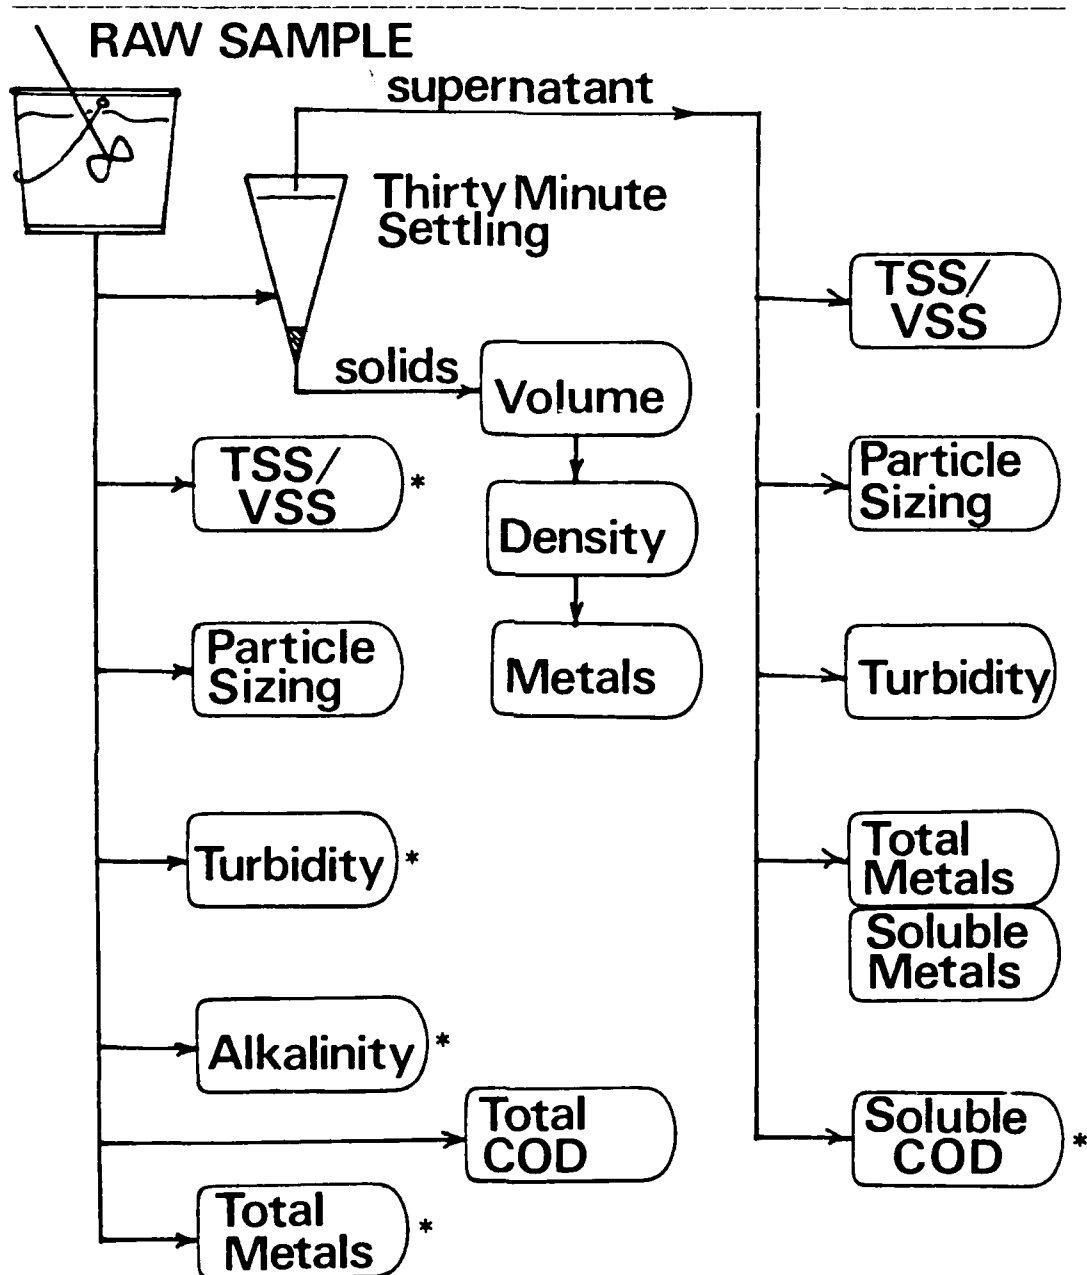 RAW SAMPLE
supernatant
Thirty Minute
Settling
TSS/
VSS
solids
Volume
TSS/
VSS *
Particle
Sizing
Density
Particle
Sizing
Metals
Turbidity
Turbidity *
Total
Metals
Soluble
Metals
Alkalinity *
Total
COD
Soluble
COD *
Total
Metals *